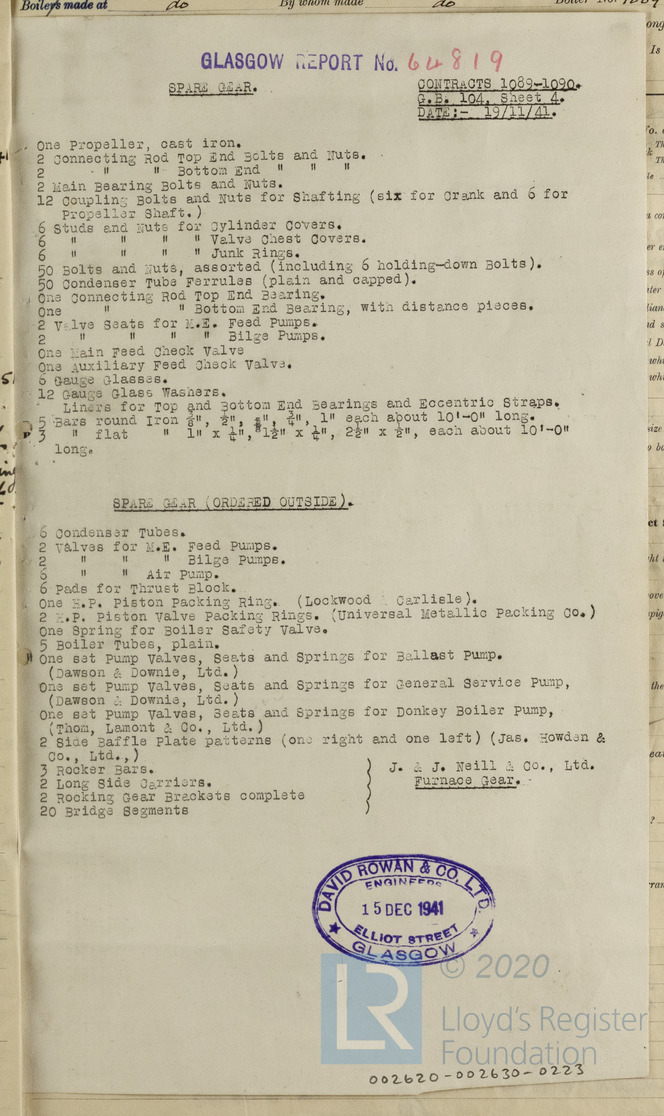 Boilers made at do By whom made do
GLASGOW REPORT No. 64819
SPARE GEAR. CONTRACTS 1089-1090.
G.B. 104, Sheet 4.
DATE:- 19/11/41.
One Propeller, cast iron.
2 Connecting Rod Top End Bolts and Nuts.
2 " " Bottom End " " "
2 Main Bearing Bolts and Nuts.
12 Coupling Bolts and Nuts for Shafting (six for Crank and 6 for
Propeller Shaft.)
6 Studs and Nuts for Cylinder Covers.
6 " " " " Valve Chest Covers.
6 " " " " Junk Rings.
50 Bolts and Nuts, assorted (including 6 holding-down Bolts).
50 Condenser Tube Ferrules (plain and capped).
One Connecting Rod Top End Bearing.
One " " Bottom End Bearing, with distance pieces.
2 Valve Seats for M.E. Feed Pumps.
2 " " " " Bilge Pumps.
One Main Feed Check Valve
One Auxiliary Feed Check Valve.
6 Gauge Glasses.
12 Gauge Glass Washers.
Liners for Top and Bottom End Bearings and Eccentric Straps.
5 Bars round Iron ½", ¾", 1" each about 10'-0" long.
3 " flat " 1" x ¼", 1½" x ¼", 2½" x ½", each about 10'-0"
long.
SPARE GEAR (ORDERED OUTSIDE).
6 Condenser Tubes.
2 Valves for M.E. Feed Pumps.
2 " " " Bilge Pumps.
6 " " Air Pump.
6 Pads for Thrust Block.
One H.P. Piston Packing Ring. (Lockwood & Carlisle).
2 H.P. Piston Valve Packing Rings. (Universal Metallic Packing Co.)
One Spring for Boiler Safety Valve.
5 Boiler Tubes, plain.
One set Pump Valves, Seats and Springs for Ballast Pump.
(Dawson & Downie, Ltd.)
One set Pump Valves, Seats and Springs for General Service Pump,
(Dawson & Downie, Ltd.)
One set Pump Valves, Seats and Springs for Donkey Boiler Pump,
(Thom, Lamont & Co., Ltd.)
2 Side Baffle Plate patterns (one right and one left) (Jas. Howden &
Co., Ltd.,)
3 Rocker Bars.
2 Long Side Carriers.
2 Rocking Gear Brackets complete
20 Bridge Segments
J. & J. Neill & Co., Ltd.
Furnace Gear.
DAVID ROWAN & CO. LTD.
ENGINEERS
15 DEC 1941
ELLIOT STREET
GLASGOW
© 2020
LR
Lloyd's Register
Foundation
002620-002630-0223